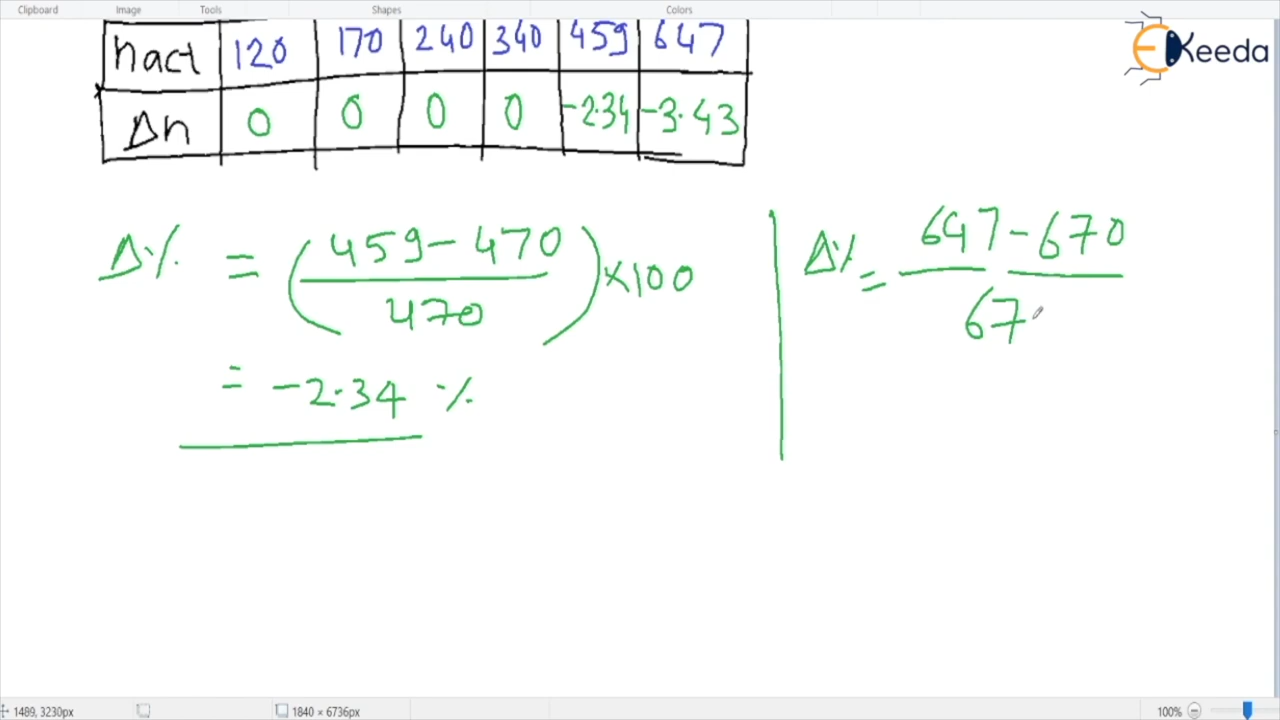 Clipboard Image Tools Shapes Colors
Keeda
nact 120 170 240 340 459 647
Δn 0 0 0 0 -2.34 -3.43
Δ% = (459-470 / 470) ×100
Δ% = 647-670 / 67
= -2.34 %
1489, 3230px 1840 × 6736px 100%